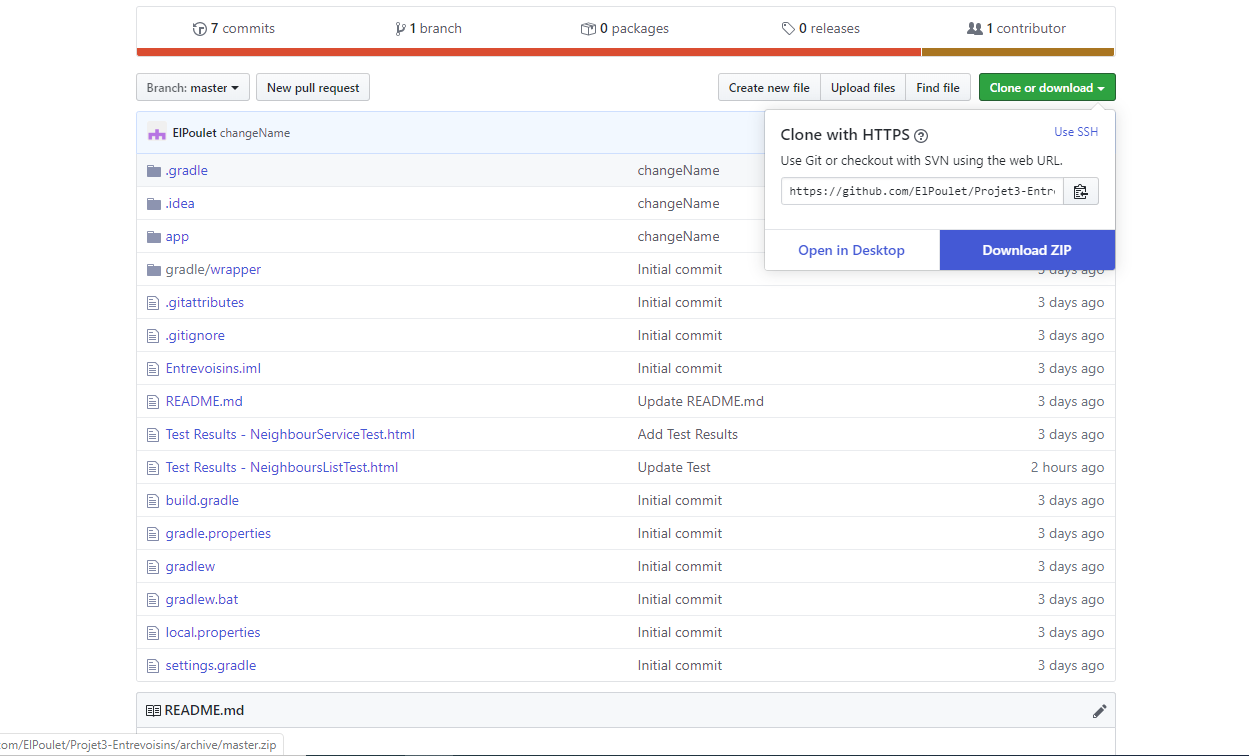 7 commits
1 branch
0 packages
0 releases
1 contributor
Branch: master
New pull request
Create new file
Upload files
Find file
Clone or download
ElPoulet changeName
Clone with HTTPS ?
Use SSH
Use Git or checkout with SVN using the web URL.
https://github.com/ElPoulet/Projet3-Entre
Open in Desktop
Download ZIP
.gradle changeName
.idea changeName
app changeName
gradle/wrapper Initial commit 3 days ago
.gitattributes Initial commit 3 days ago
.gitignore Initial commit 3 days ago
Entrevoisins.iml Initial commit 3 days ago
README.md Update README.md 3 days ago
Test Results - NeighbourServiceTest.html Add Test Results 3 days ago
Test Results - NeighboursListTest.html Update Test 2 hours ago
build.gradle Initial commit 3 days ago
gradle.properties Initial commit 3 days ago
gradlew Initial commit 3 days ago
gradlew.bat Initial commit 3 days ago
local.properties Initial commit 3 days ago
settings.gradle Initial commit 3 days ago
README.md
com/ElPoulet/Projet3-Entrevoisins/archive/master.zip